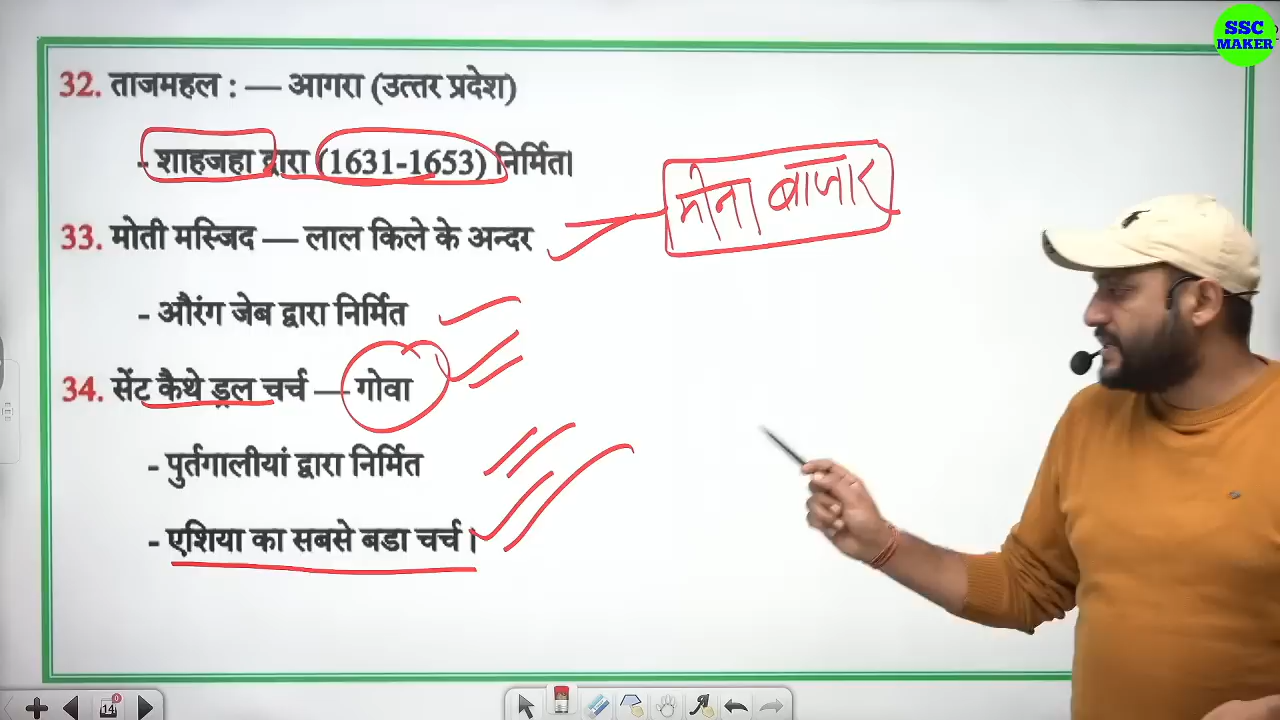 SSC
MAKER
32. ताजमहल : — आगरा (उत्तर प्रदेश)
- शाहजहा द्वारा (1631-1653) निर्मित।
मीना बाजार
33. मोती मस्जिद — लाल किले के अन्दर
- औरंग जेब द्वारा निर्मित
34. सेंट कैथे ड्रल चर्च — गोवा
- पुर्तगालीयां द्वारा निर्मित
- एशिया का सबसे बडा चर्च।
14